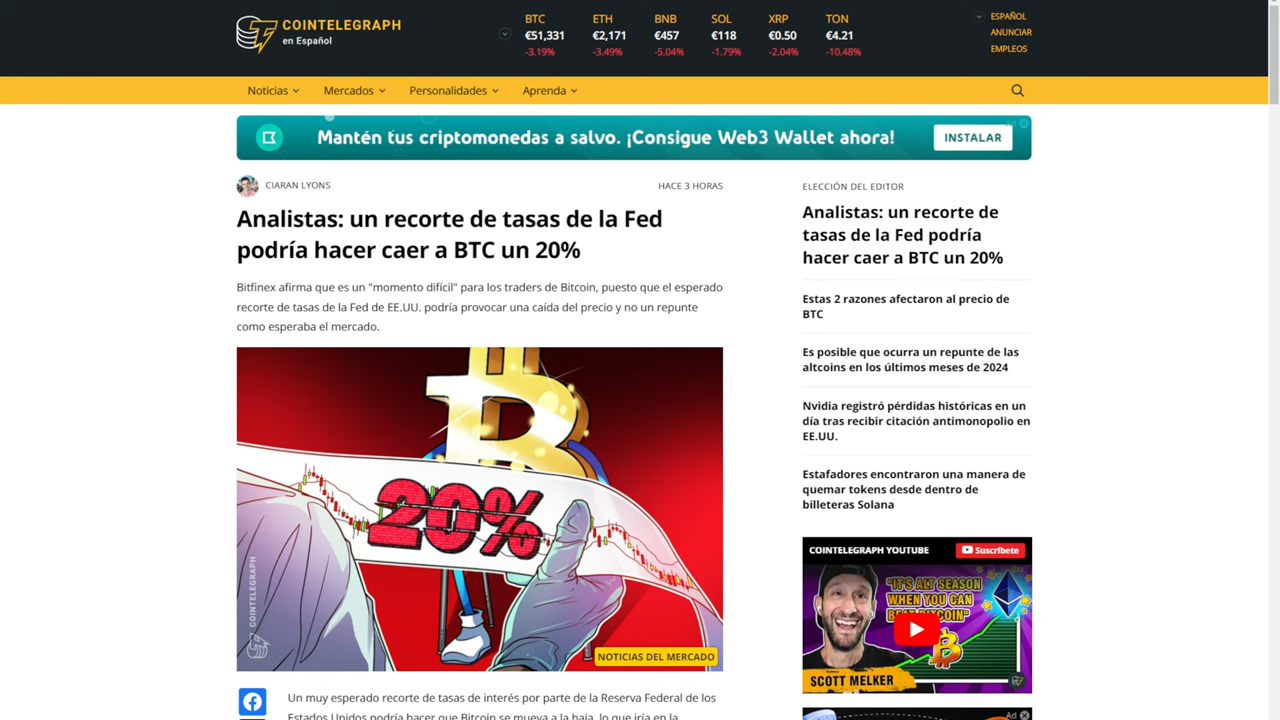 COINTELEGRAPH
en Español
BTC ETH BNB SOL XRP TON
€51,331 €2,171 €457 €118 €0.50 €4.21
-3.19% -3.49% -5.04% -1.79% -2.04% -10.48%
ESPAÑOL
ANUNCIAR
EMPLEOS
Noticias Mercados Personalidades Aprenda
Mantén tus criptomonedas a salvo. ¡Consigue Web3 Wallet ahora!
INSTALAR
Ad
CIARAN LYONS
HACE 3 HORAS
Analistas: un recorte de tasas de la Fed
podría hacer caer a BTC un 20%
Bitfinex afirma que es un "momento difícil" para los traders de Bitcoin, puesto que el esperado
recorte de tasas de la Fed de EE.UU. podría provocar una caída del precio y no un repunte
como esperaba el mercado.
20%
COINTELEGRAPH
NOTICIAS DEL MERCADO
Un muy esperado recorte de tasas de interés por parte de la Reserva Federal de los
Estados Unidos podría hacer que Bitcoin se mueva a la baja, lo que iría en la
ELECCIÓN DEL EDITOR
Analistas: un recorte de
tasas de la Fed podría
hacer caer a BTC un 20%
Estas 2 razones afectaron al precio de
BTC
Es posible que ocurra un repunte de las
altcoins en los últimos meses de 2024
Nvidia registró pérdidas históricas en un
día tras recibir citación antimonopolio en
EE.UU.
Estafadores encontraron una manera de
quemar tokens desde dentro de
billeteras Solana
COINTELEGRAPH YOUTUBE
Suscríbete
"IT'S ALT SEASON
WHEN YOU CAN
BEAT BITCOIN"
SCOTT MELKER
Ad